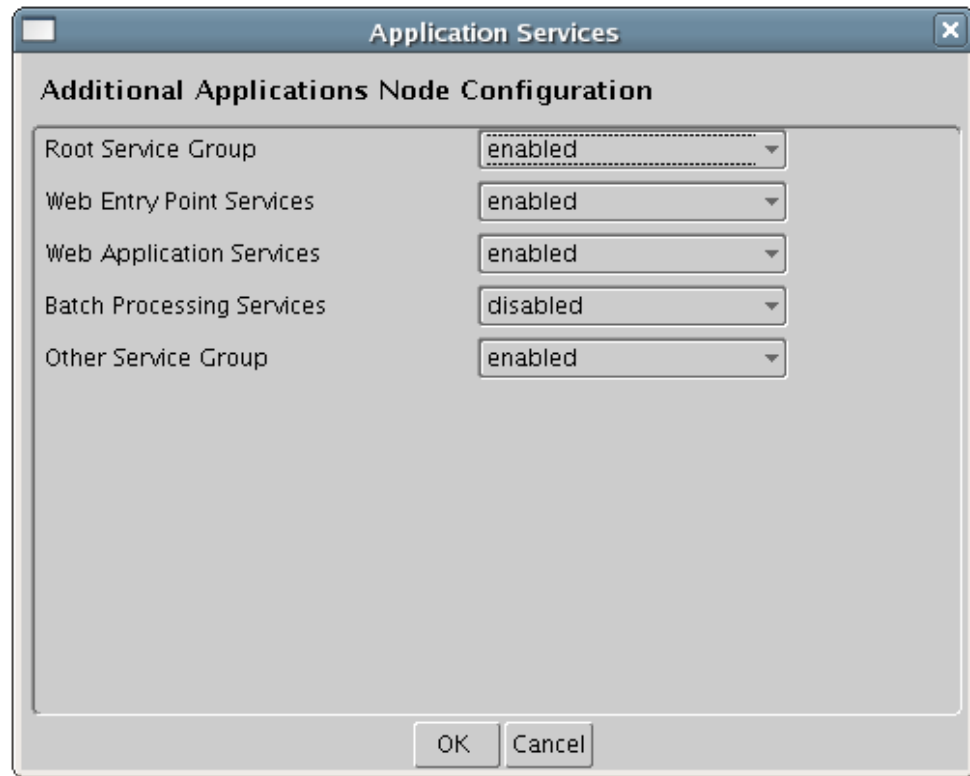 Application Services
Additional Applications Node Configuration
Root Service Group enabled
Web Entry Point Services enabled
Web Application Services enabled
Batch Processing Services disabled
Other Service Group enabled
OK Cancel